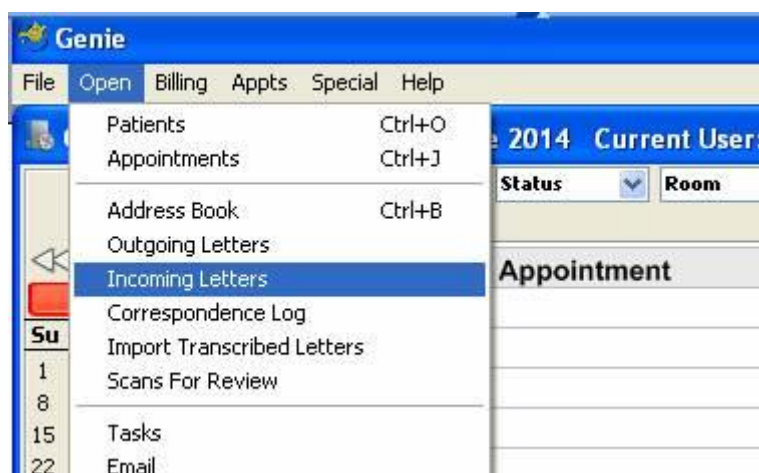 Genie
File Open Billing Appts Special Help
2014 Current User:
Patients Ctrl+O
Appointments Ctrl+J
Status Room
Address Book Ctrl+B
Outgoing Letters
Incoming Letters
Appointment
Correspondence Log
Su
Import Transcribed Letters
1
Scans For Review
8
15 Tasks
22 Email